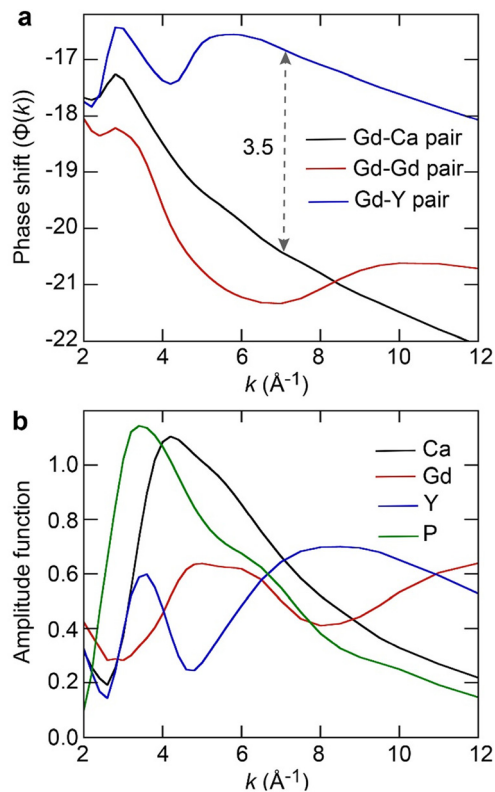 a
-17
-18
-19
-20
-21
-22
Phase shift (Φ(k))
3.5
Gd-Ca pair
Gd-Gd pair
Gd-Y pair
2 4 6 8 10 12
k (Å-1)
b
1.0
0.8
0.6
0.4
0.2
0.0
Amplitude function
Ca
Gd
Y
P
2 4 6 8 10 12
k (Å-1)